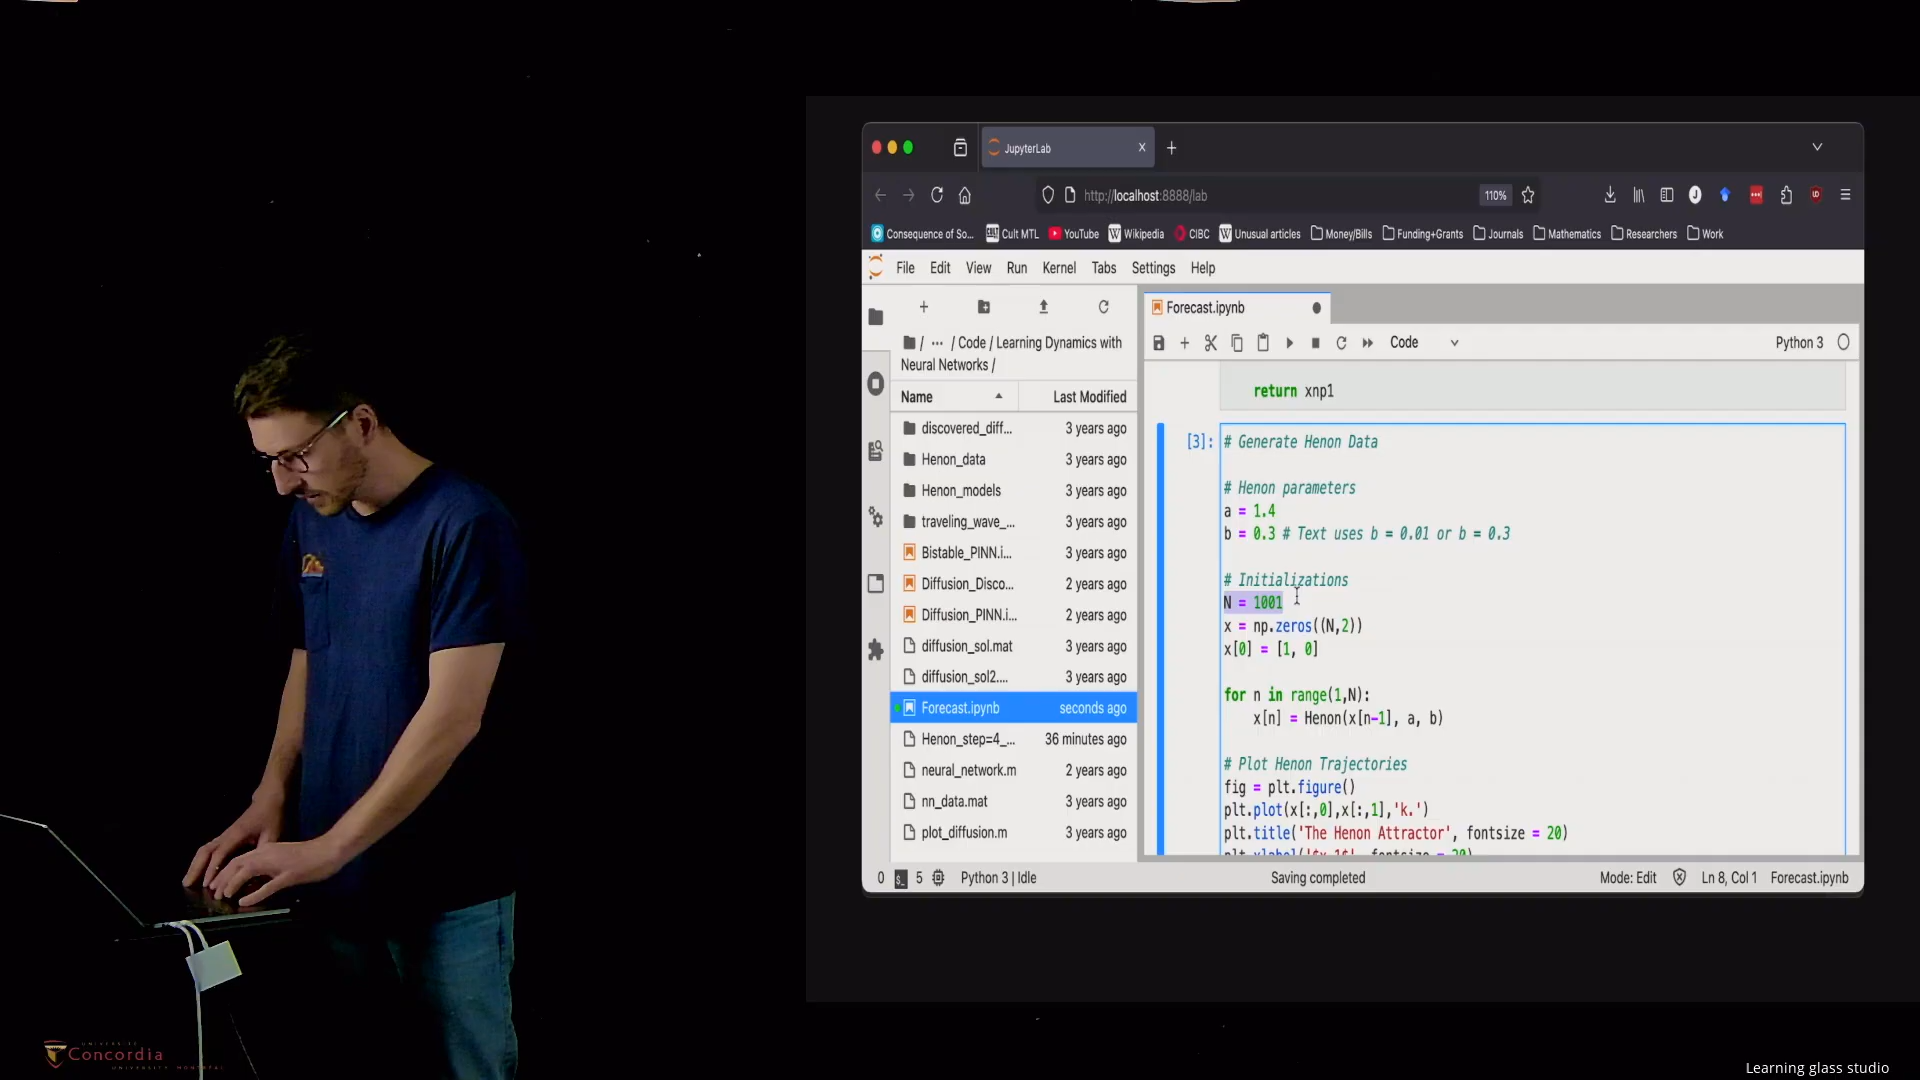 JupyterLab
http://localhost:8888/lab
110%
Consequence of So...
Cult MTL
YouTube
Wikipedia
CIBC
Unusual articles
Money/Bills
Funding+Grants
Journals
Mathematics
Researchers
Work
File Edit View Run Kernel Tabs Settings Help
/ ··· / Code / Learning Dynamics with
Neural Networks /
Name Last Modified
discovered_diff... 3 years ago
Henon_data 3 years ago
Henon_models 3 years ago
traveling_wave_... 3 years ago
Bistable_PINN.i... 3 years ago
Diffusion_Disco... 2 years ago
Diffusion_PINN.i... 2 years ago
diffusion_sol.mat 3 years ago
diffusion_sol2.... 3 years ago
Forecast.ipynb seconds ago
Henon_step=4_... 36 minutes ago
neural_network.m 2 years ago
nn_data.mat 3 years ago
plot_diffusion.m 3 years ago
Forecast.ipynb
Code
Python 3
return xnp1
[3]: # Generate Henon Data
# Henon parameters
a = 1.4
b = 0.3 # Text uses b = 0.01 or b = 0.3
# Initializations
N = 1001
x = np.zeros((N,2))
x[0] = [1, 0]
for n in range(1,N):
x[n] = Henon(x[n-1], a, b)
# Plot Henon Trajectories
fig = plt.figure()
plt.plot(x[:,0],x[:,1],'k.')
plt.title('The Henon Attractor', fontsize = 20)
plt.xlabel('$x_1$', fontsize = 20)
0 $_ 5 Python 3 | Idle Saving completed Mode: Edit Ln 8, Col 1 Forecast.ipynb
UNIVERSITÉ
Concordia
UNIVERSITY MONTRÉAL
Learning glass studio